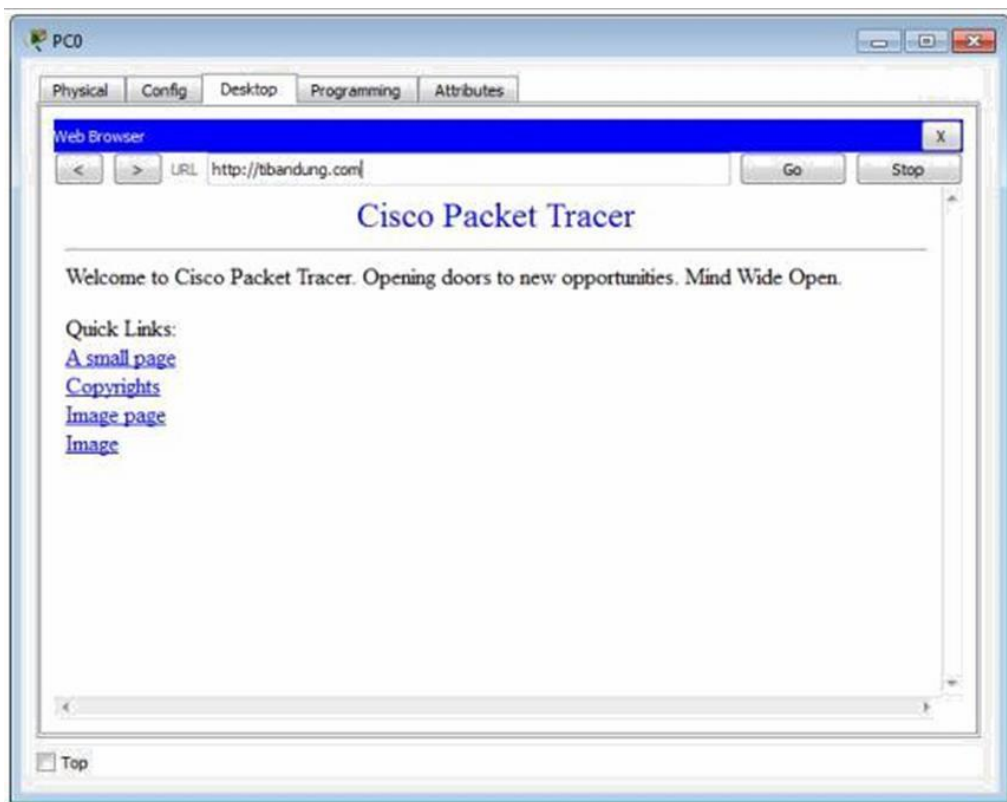 PC0
Physical Config Desktop Programming Attributes
Web Browser X
< > URL http://tibandung.com Go Stop
Cisco Packet Tracer
Welcome to Cisco Packet Tracer. Opening doors to new opportunities. Mind Wide Open.
Quick Links:
A small page
Copyrights
Image page
Image
Top